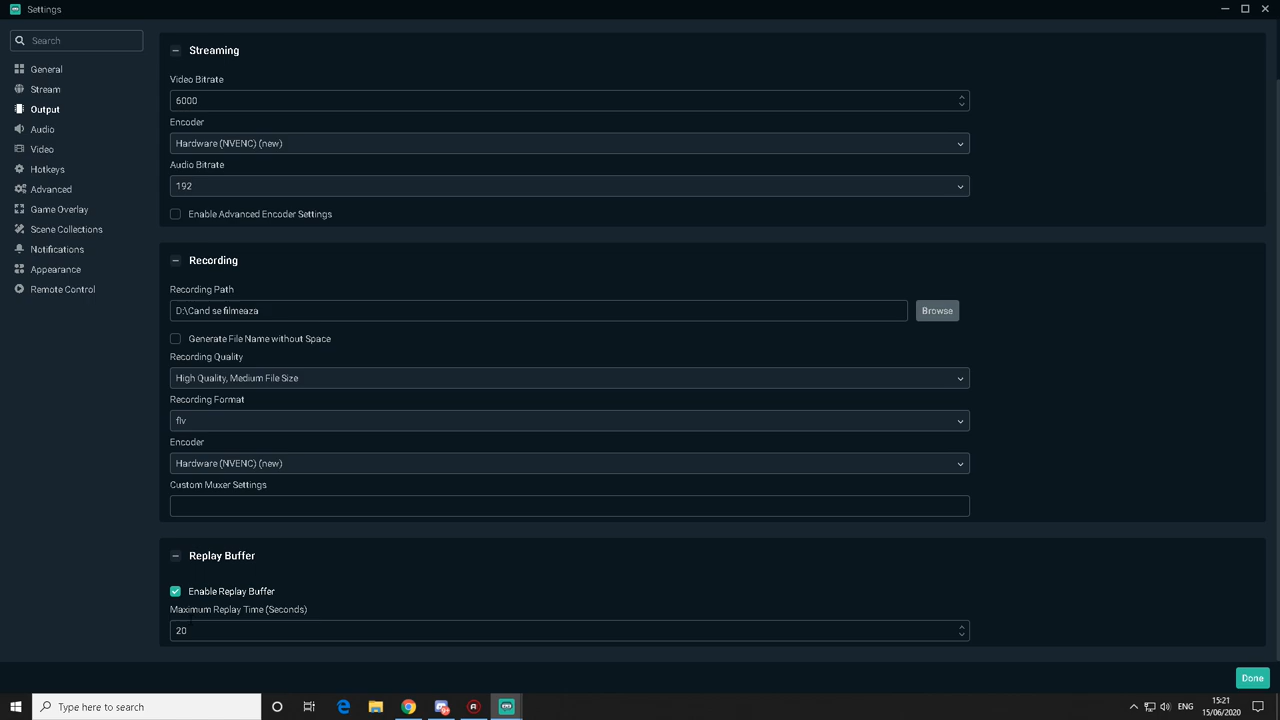 Settings
Search
General
Stream
Output
Audio
Video
Hotkeys
Advanced
Game Overlay
Scene Collections
Notifications
Appearance
Remote Control
Streaming
Video Bitrate
6000
Encoder
Hardware (NVENC) (new)
Audio Bitrate
192
Enable Advanced Encoder Settings
Recording
Recording Path
D:\Cand se filmeaza
Browse
Generate File Name without Space
Recording Quality
High Quality, Medium File Size
Recording Format
flv
Encoder
Hardware (NVENC) (new)
Custom Muxer Settings
Replay Buffer
Enable Replay Buffer
Maximum Replay Time (Seconds)
20
Done
Type here to search
ENG
15:21
15/06/2020